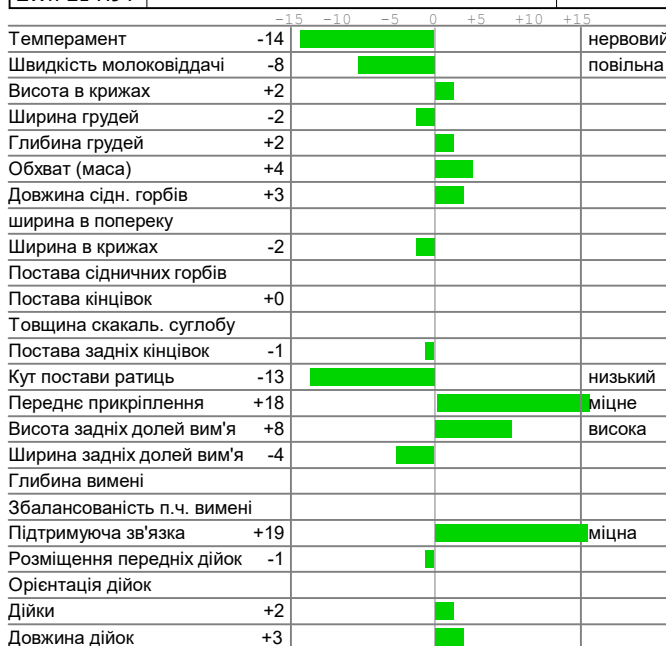 -15 -10 -5 0 +5 +10 +15
Темперамент -14 нервовий
Швидкість молоковіддачі -8 повільна
Висота в крижах +2
Ширина грудей -2
Глибина грудей +2
Обхват (маса) +4
Довжина сідн. горбів +3
ширина в попереку
Ширина в крижах -2
Постава сідничних горбів
Постава кінцівок +0
Товщина скакаль. суглобу
Постава задніх кінцівок -1
Кут постави ратиць -13 низький
Переднє прикріплення +18 міцне
Висота задніх долей вим'я +8 висока
Ширина задніх долей вим'я -4
Глибина вимені
Збалансованість п.ч. вимені
Підтримуюча зв'язка +19 міцна
Розміщення передніх дійок -1
Орієнтація дійок
Дійки +2
Довжина дійок +3